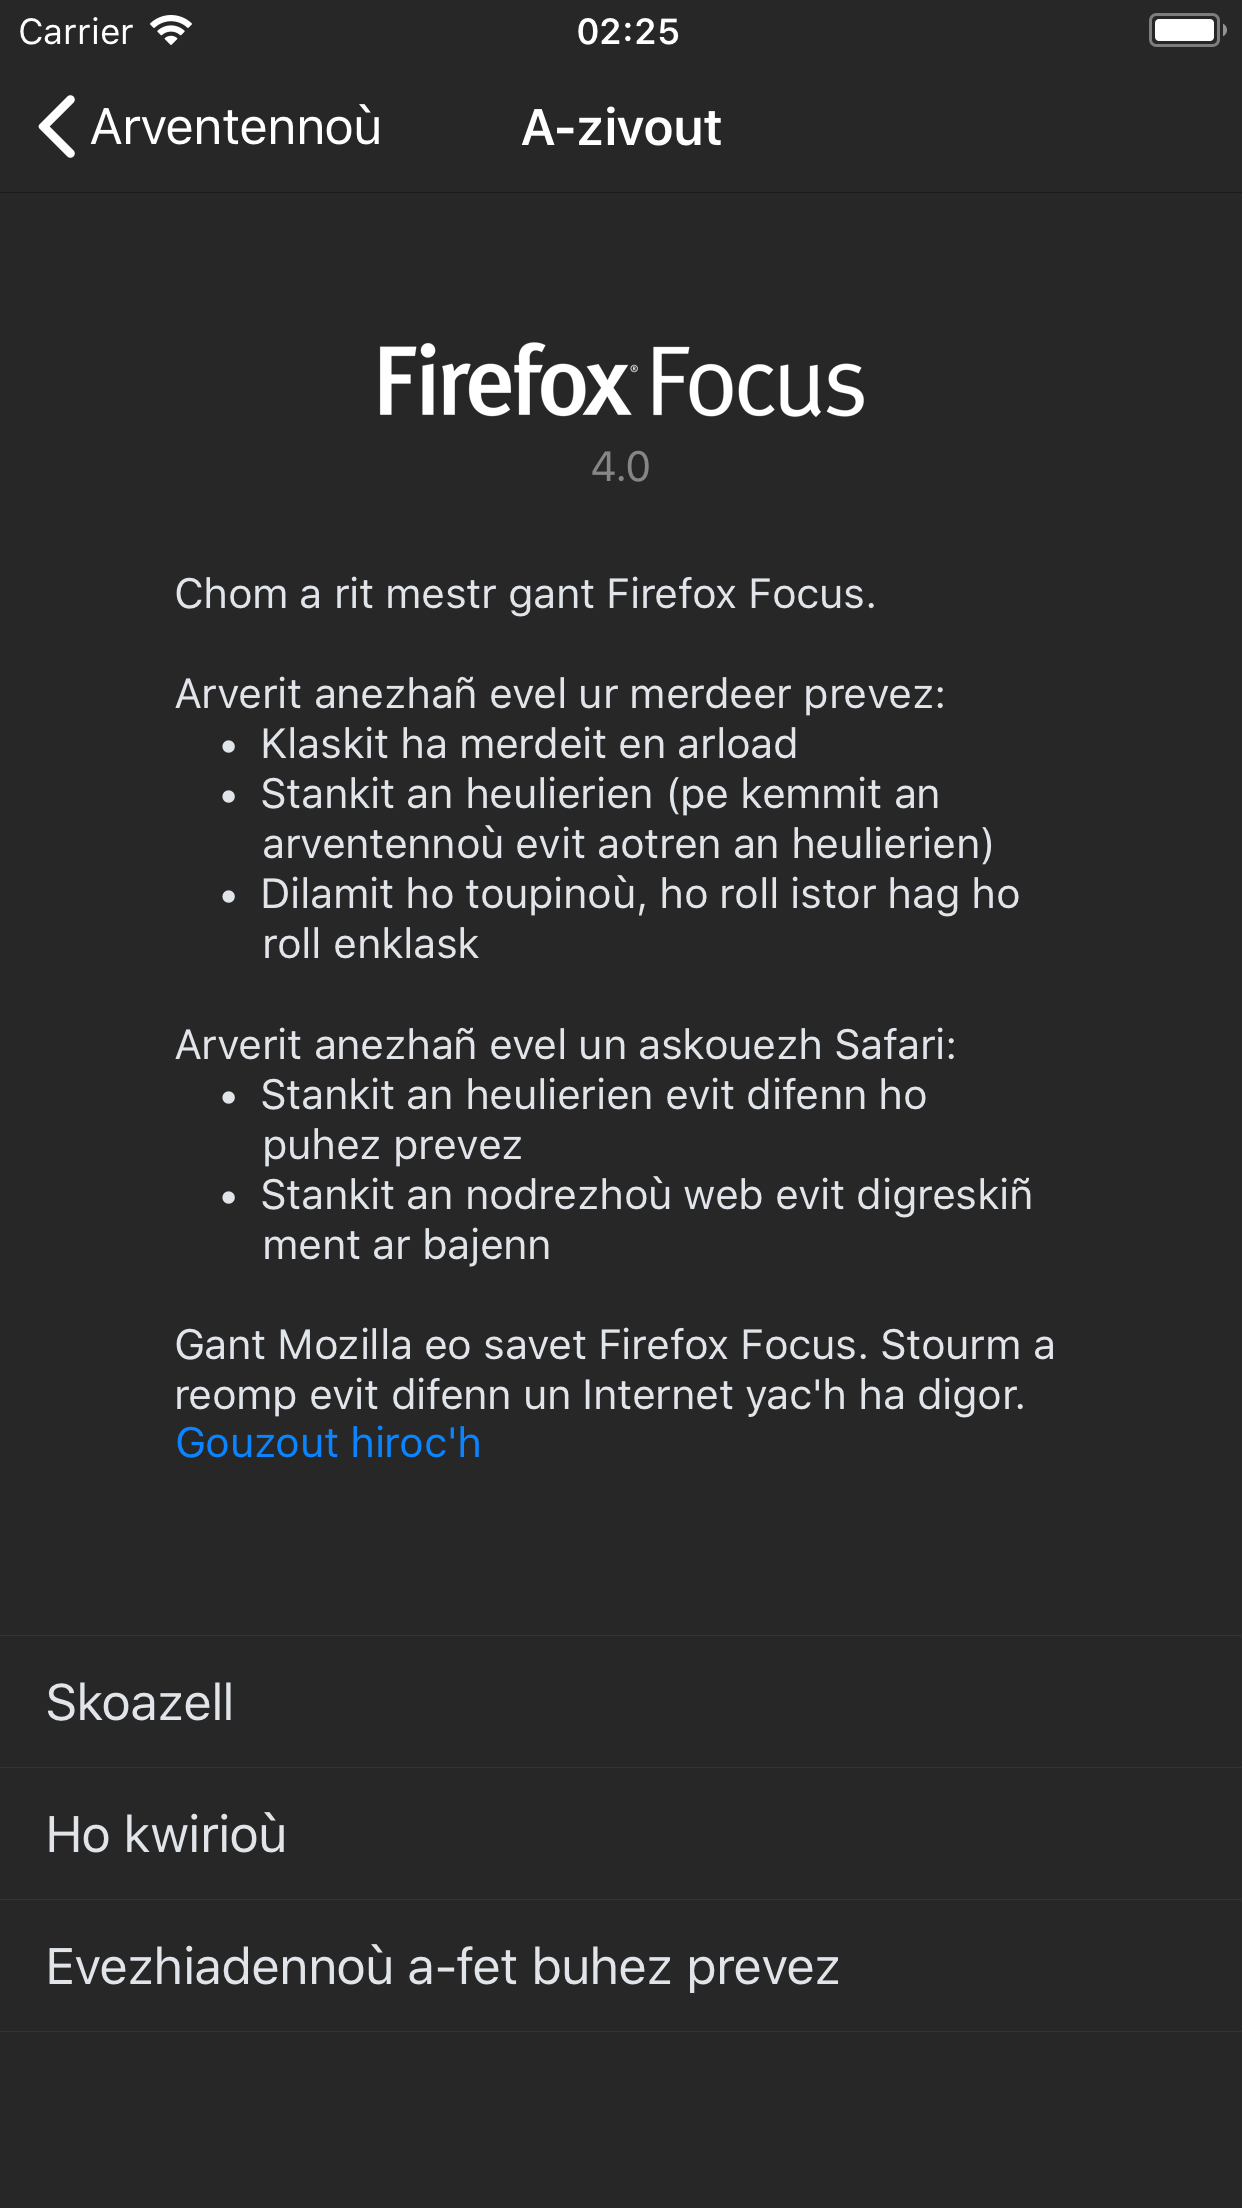 Carrier
02:25
Arventennoù
A-zivout
Firefox® Focus
4.0
Chom a rit mestr gant Firefox Focus.
Arverit anezhañ evel ur merdeer prevez:
• Klaskit ha merdeit en arload
• Stankit an heulierien (pe kemmit an
arventennoù evit aotren an heulierien)
• Dilamit ho toupinoù, ho roll istor hag ho
roll enklask
Arverit anezhañ evel un askouezh Safari:
• Stankit an heulierien evit difenn ho
puhez prevez
• Stankit an nodrezhoù web evit digreskiñ
ment ar bajenn
Gant Mozilla eo savet Firefox Focus. Stourm a
reomp evit difenn un Internet yac'h ha digor.
Gouzout hiroc'h
Skoazell
Ho kwirioù
Evezhiadennoù a-fet buhez prevez